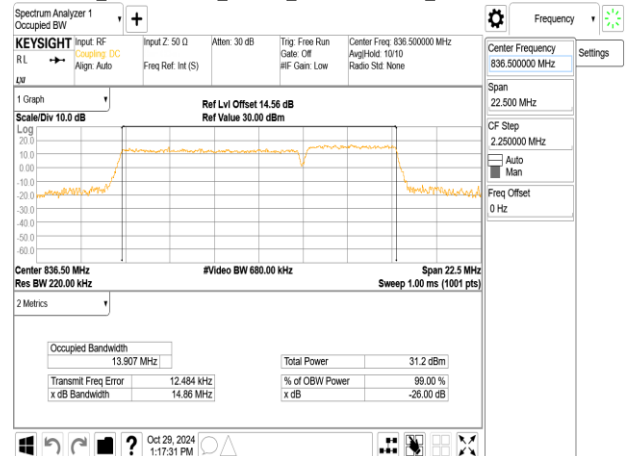 Spectrum Analyzer 1
Occupied BW
Frequency
KEYSIGHT
Input: RF
Coupling: DC
Align: Auto
Input Z: 50 Ω
Freq Ref: Int (S)
Atten: 30 dB
Trig: Free Run
Gate: Off
#IF Gain: Low
Center Freq: 836.500000 MHz
Avg|Hold: 10/10
Radio Std: None
RL
LXI
Center Frequency
836.500000 MHz
Settings
Span
22.500 MHz
CF Step
2.250000 MHz
Auto
Man
Freq Offset
0 Hz
1 Graph
Scale/Div 10.0 dB
Ref Lvl Offset 14.56 dB
Ref Value 30.00 dBm
Log
20.0
10.0
0.00
-10.0
-20.0
-30.0
-40.0
-50.0
-60.0
Center 836.50 MHz
#Video BW 680.00 kHz
Span 22.5 MHz
Res BW 220.00 kHz
Sweep 1.00 ms (1001 pts)
2 Metrics
Occupied Bandwidth
13.907 MHz
Total Power 31.2 dBm
Transmit Freq Error 12.484 kHz
% of OBW Power 99.00 %
x dB Bandwidth 14.86 MHz
x dB -26.00 dB
?
Oct 29, 2024
1:17:31 PM